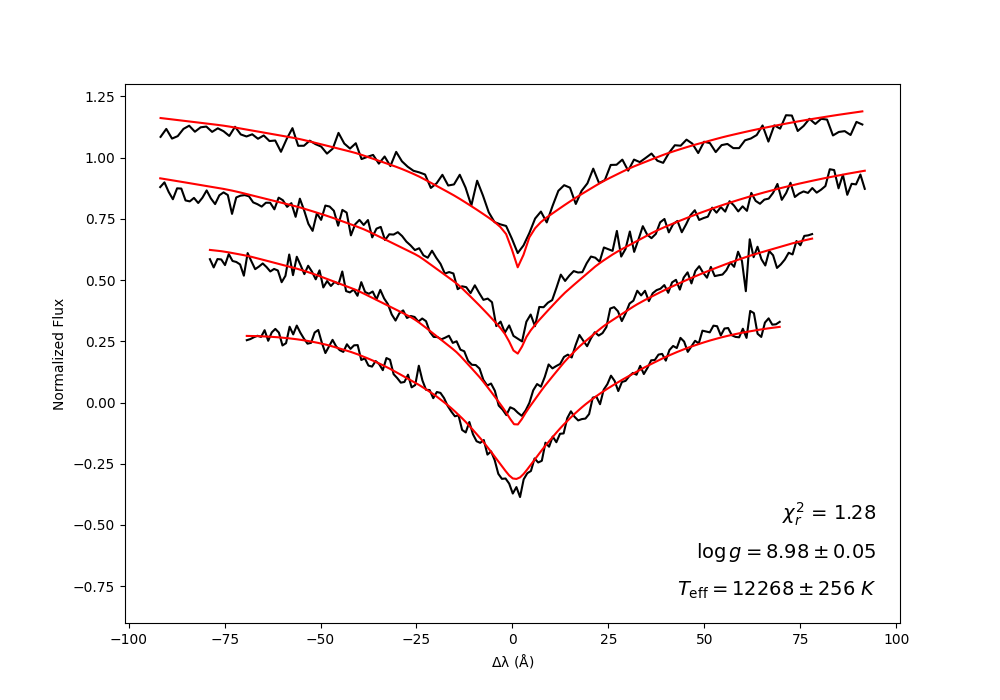 Normalized Flux
1.25
1.00
0.75
0.50
0.25
0.00
−0.25
−0.50
−0.75
χ²ᵣ = 1.28
log g = 8.98 ± 0.05
T_eff = 12268 ± 256 K
−100 −75 −50 −25 0 25 50 75 100
Δλ (Å)